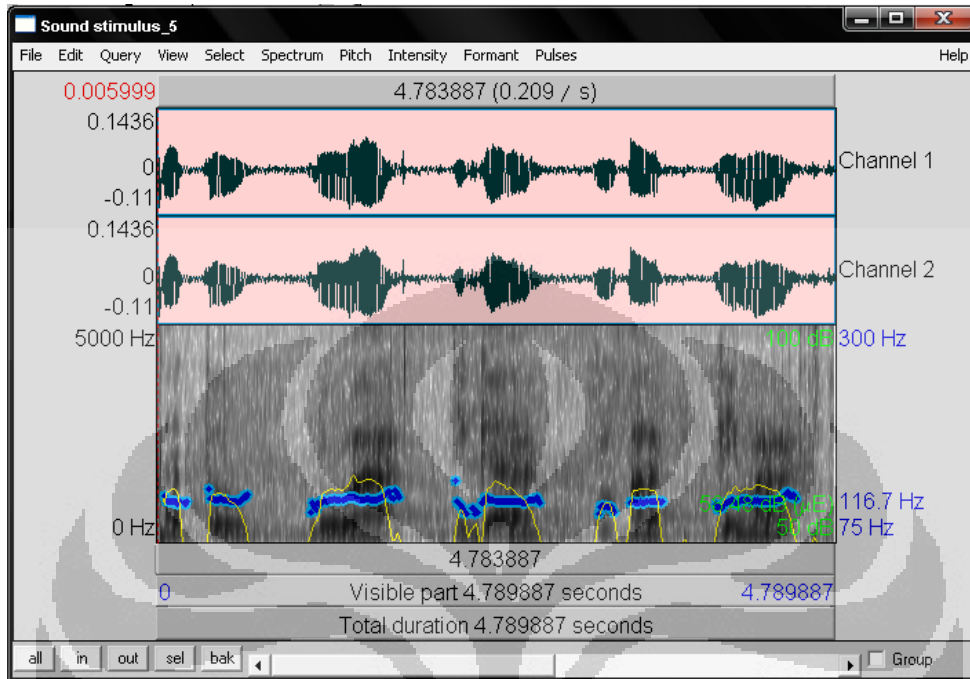 Sound stimulus_5
File Edit Query View Select Spectrum Pitch Intensity Formant Pulses Help
0.005999 4.783887 (0.209 / s)
0.1436
0 Channel 1
-0.11
0.1436
0 Channel 2
-0.11
5000 Hz 100 dB 300 Hz
116.7 Hz
0 Hz 50 dB 75 Hz
4.783887
0 Visible part 4.789887 seconds 4.789887
Total duration 4.789887 seconds
all in out sel bak Group